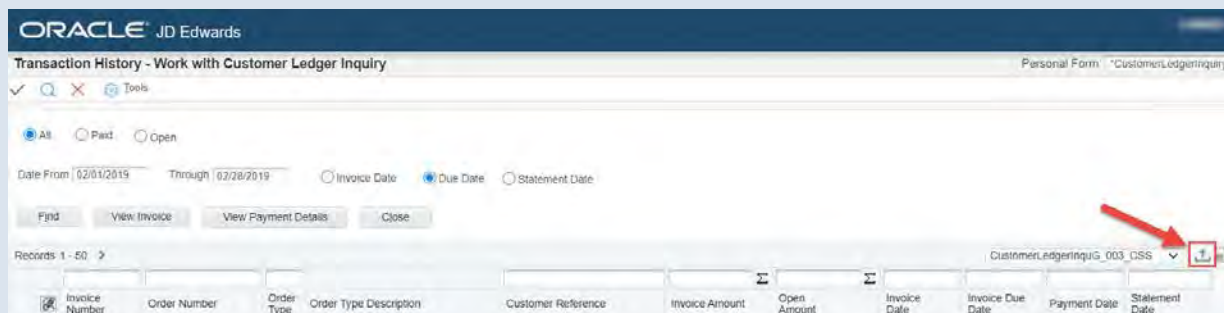 ORACLE JD Edwards
Transaction History - Work with Customer Ledger Inquiry Personal Form: *CustomerLedgerInquiry
Tools
All Paid Open
Date From 02/01/2019 Through 02/28/2019 Invoice Date Due Date Statement Date
Find View Invoice View Payment Details Close
Records 1 - 50 > CustomerLedgerInquG_003_CSS
Σ Σ
Invoice Number Order Number Order Type Order Type Description Customer Reference Invoice Amount Open Amount Invoice Date Invoice Due Date Payment Date Statement Date